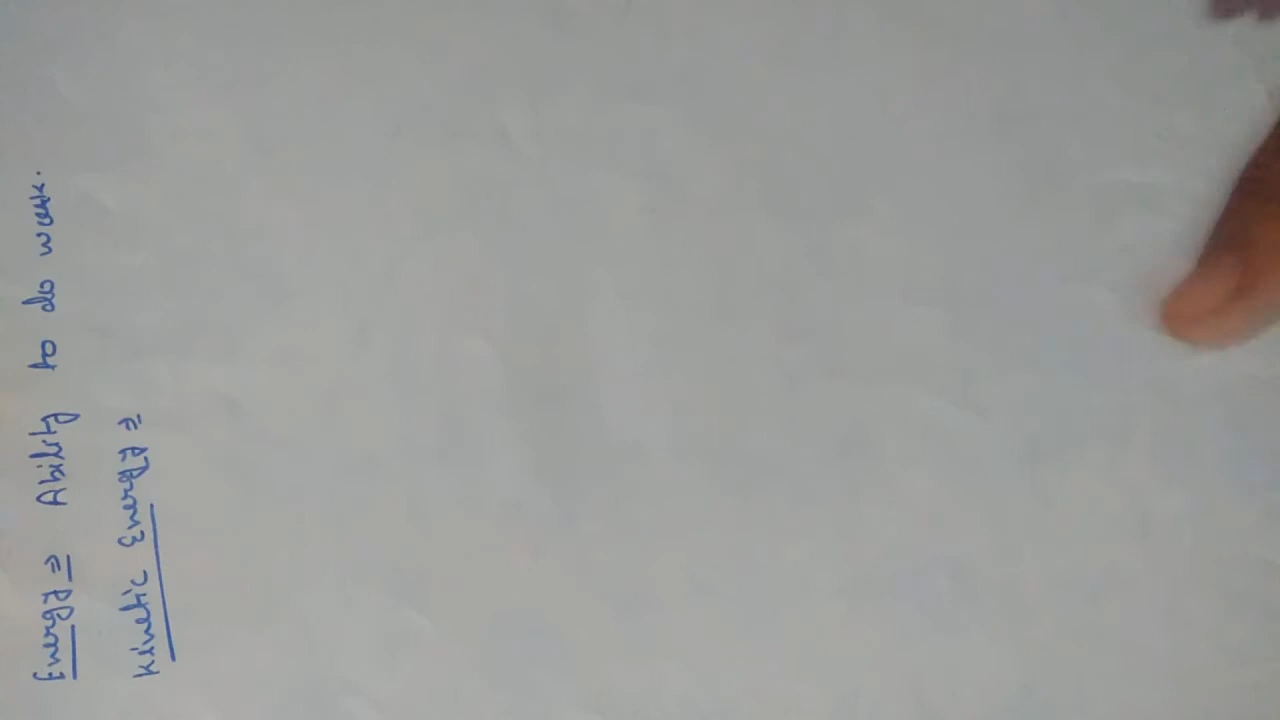 Energy ⇒ Ability to do work.
Kinetic Energy ⇒